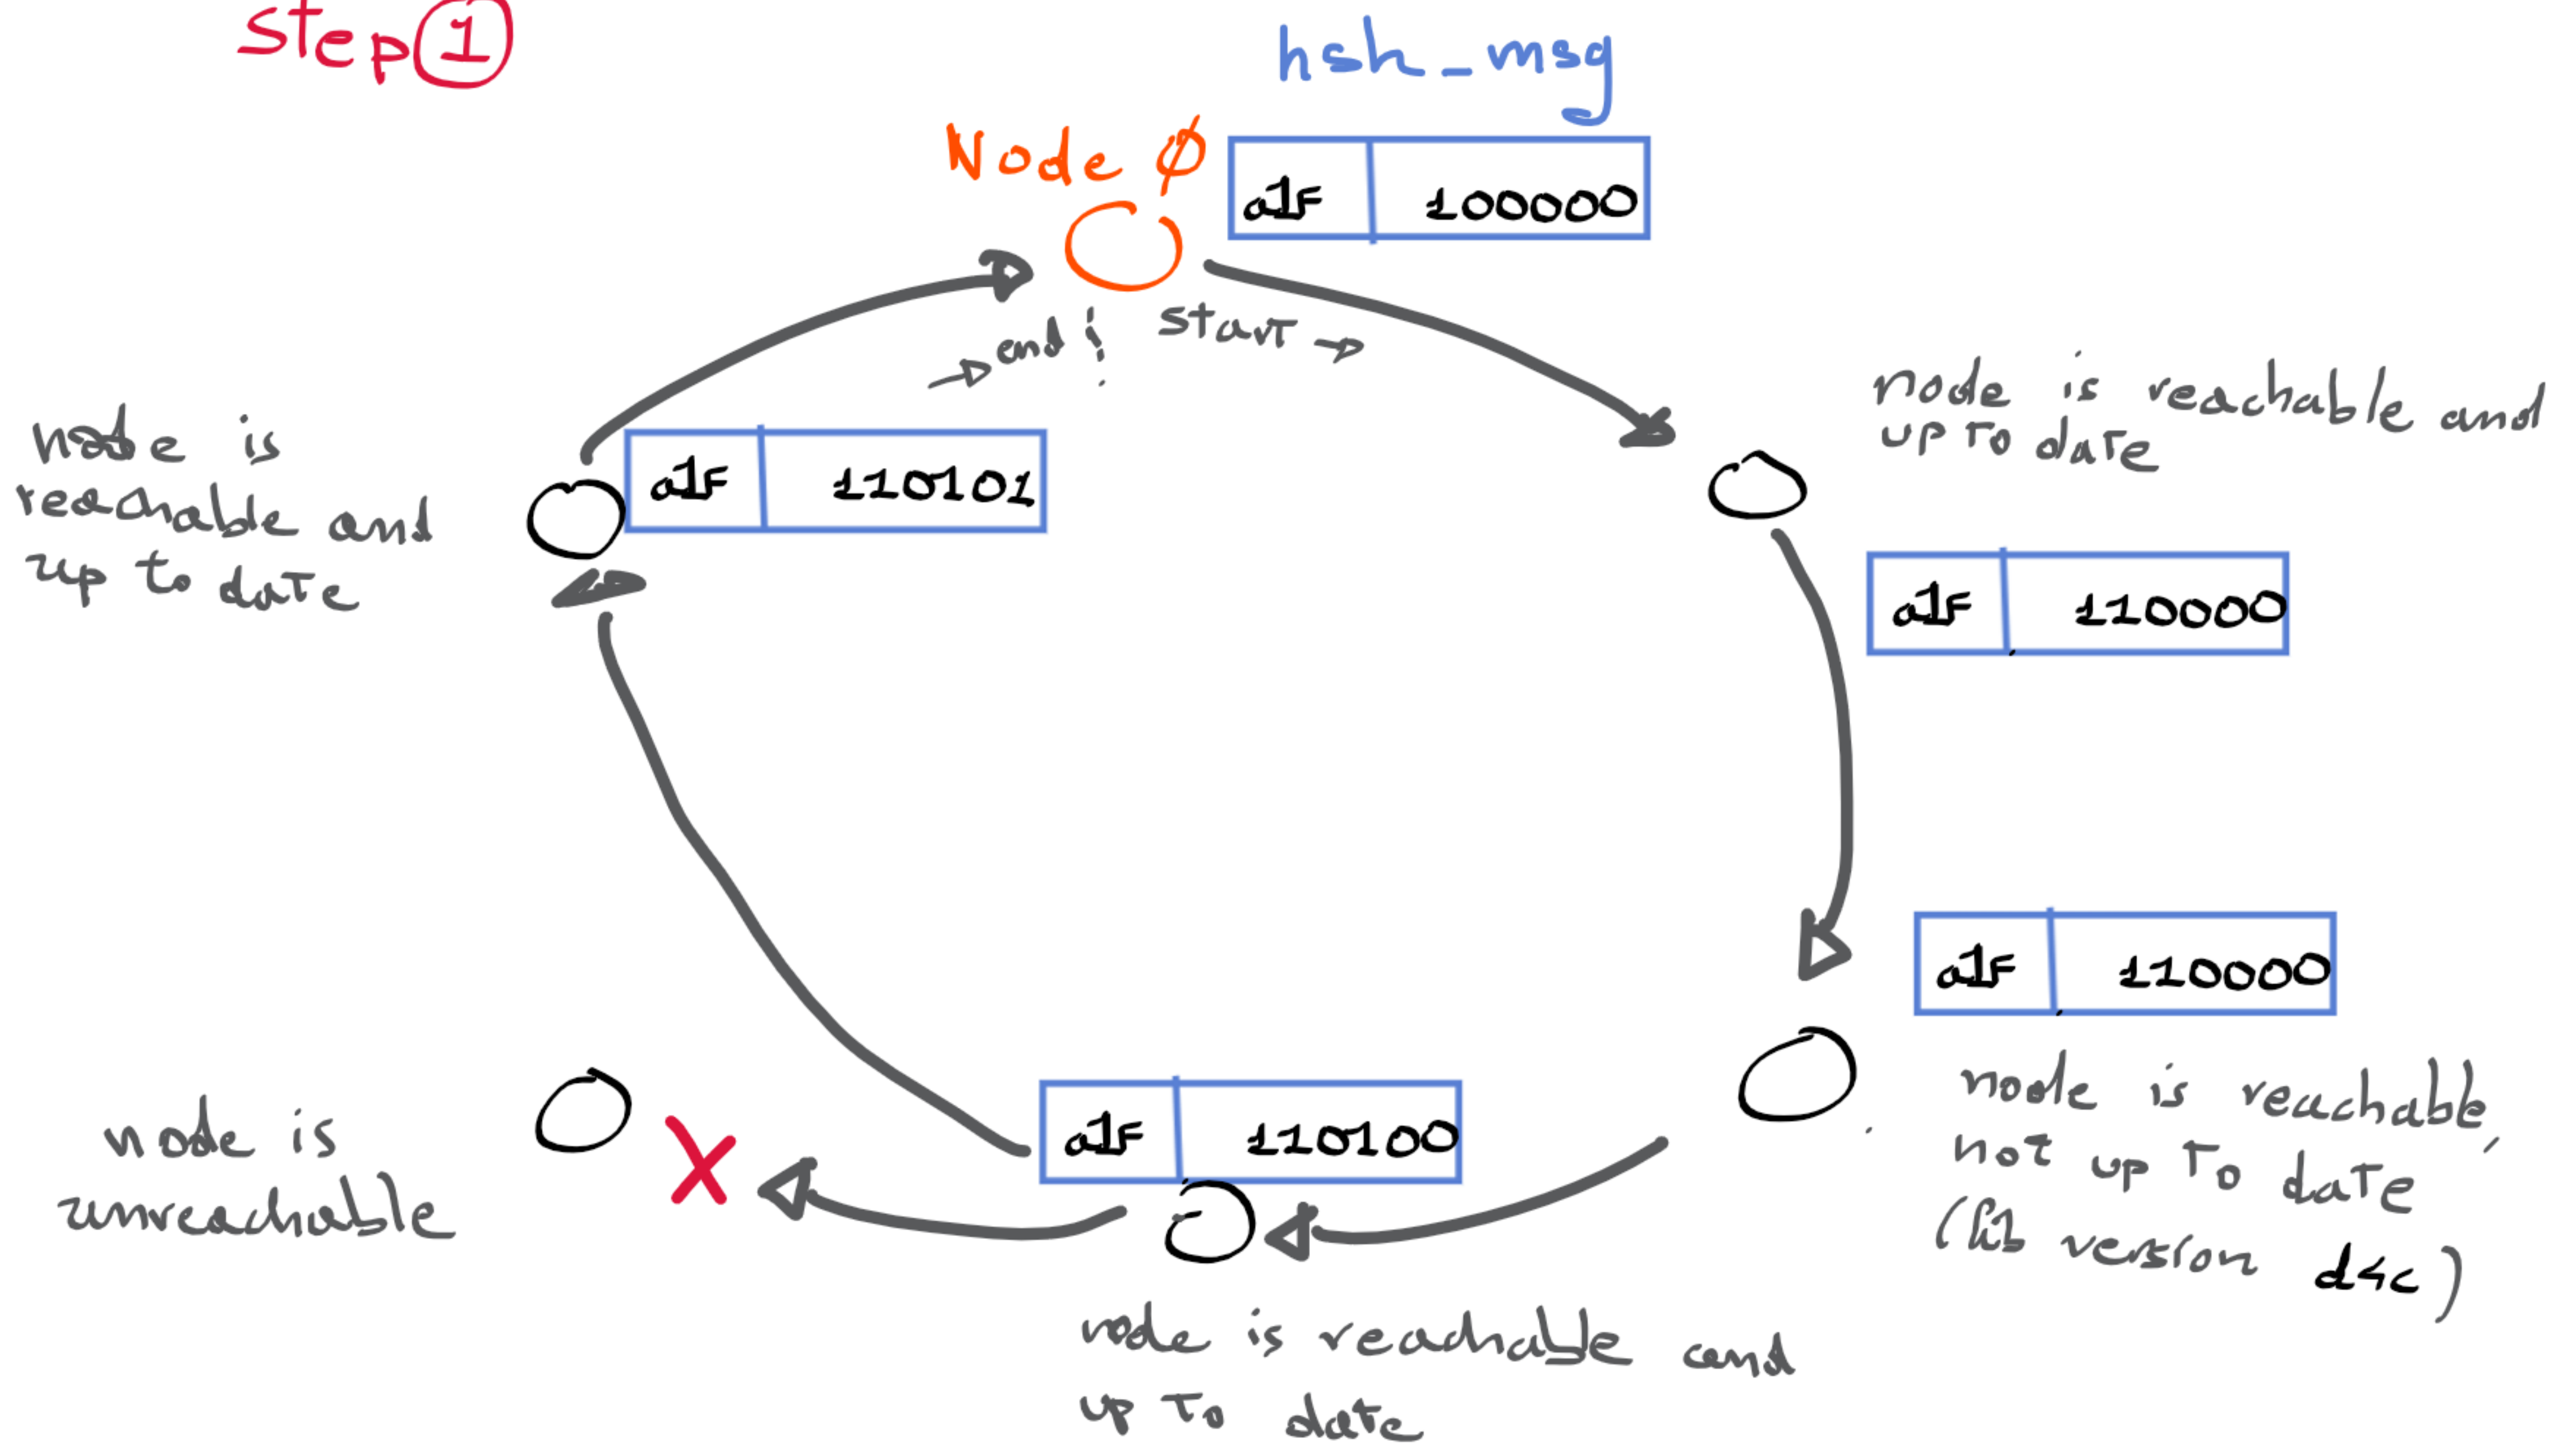 Step 1
hsh_msg
Node 0
a1F 100000
→ end!
start →
node is reachable and
up to date
a1F 110000
a1F 110000
node is reachable,
not up to date
version d4c)
a1F 110100
node is reachable and
up to date
node is
unreachable
node is
reachable and
up to date
a1F 110101